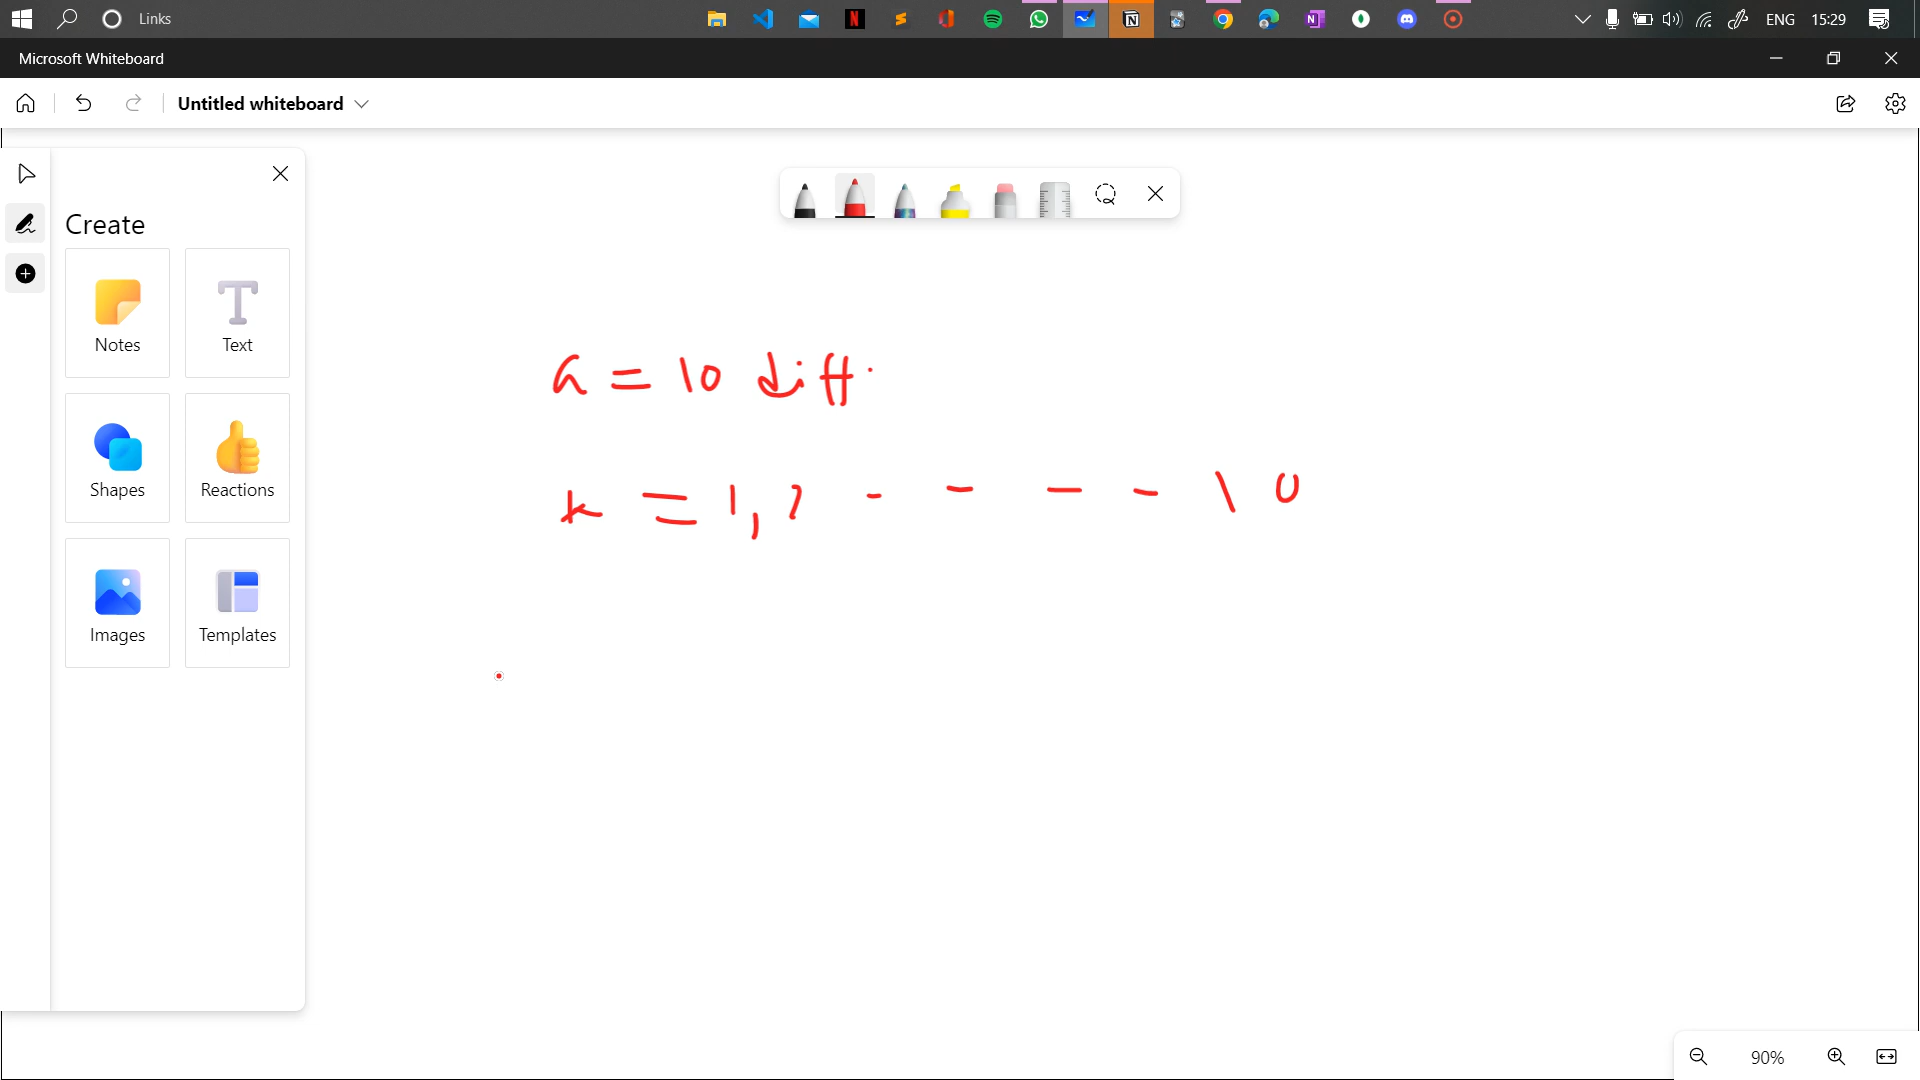 Links
ENG 15:29
Microsoft Whiteboard
Untitled whiteboard
Create
Notes Text
Shapes Reactions
Images Templates
a = 10 diff.
k = 1, 2 - - - - 10
90%